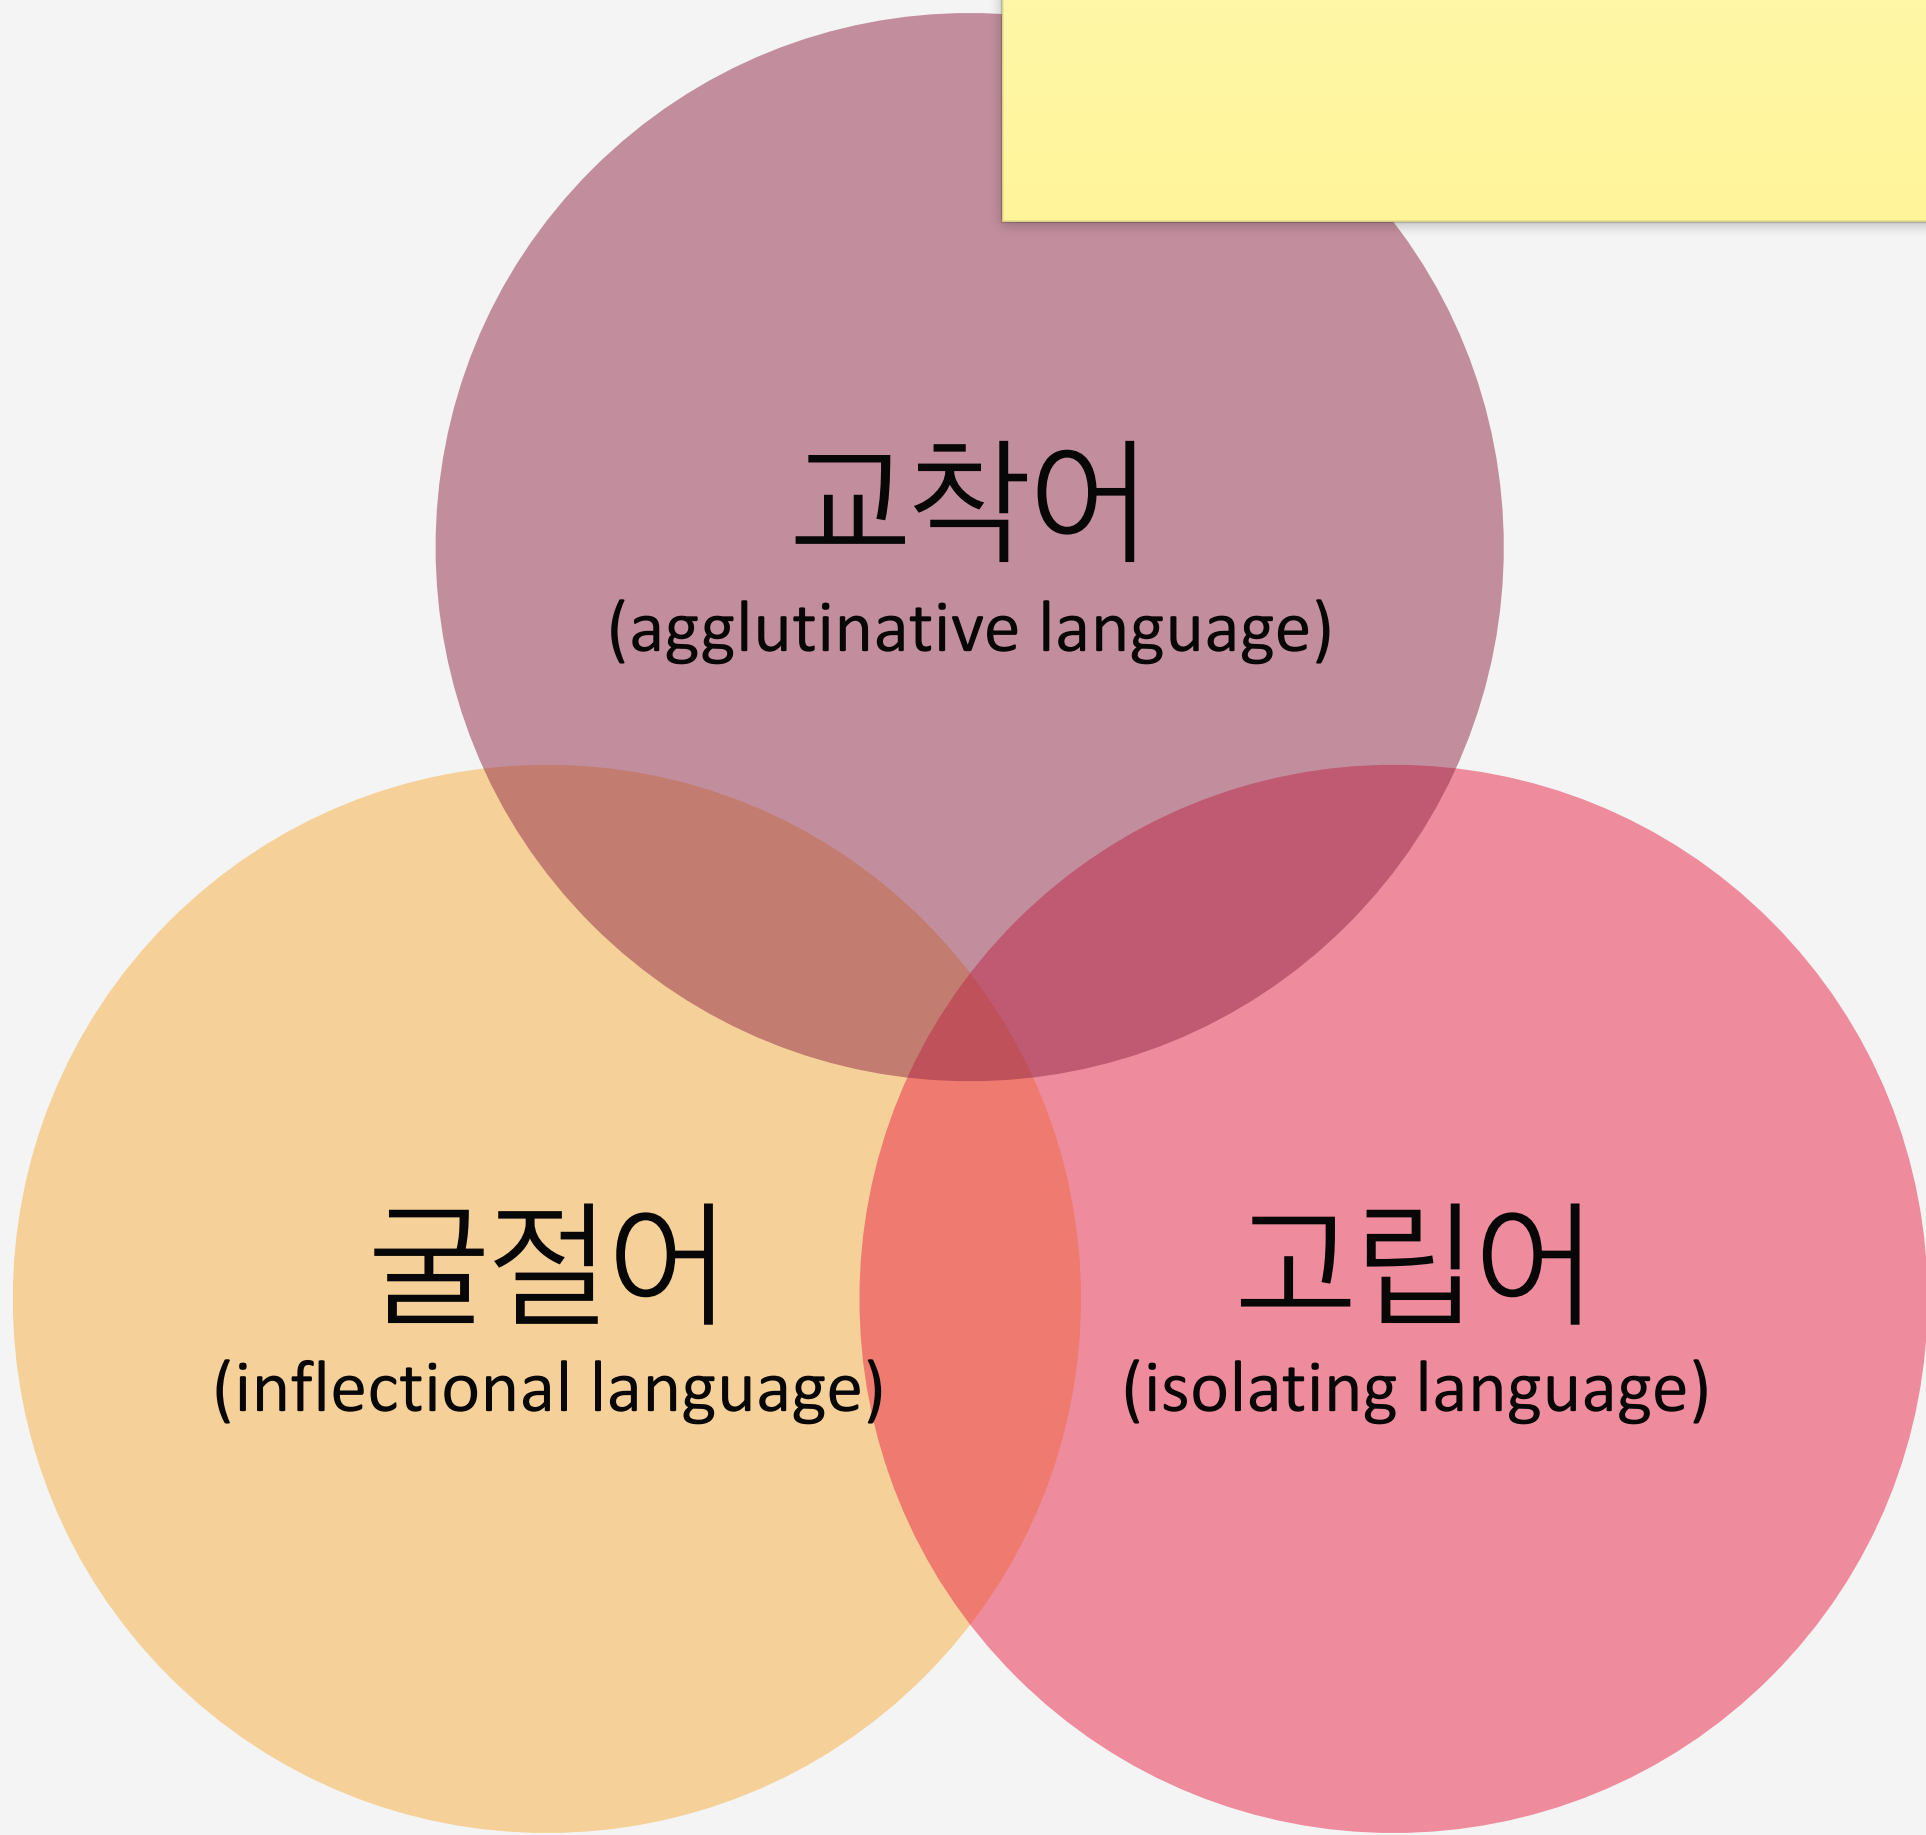 교착어
(agglutinative language)
굴절어
(inflectional language)
고립어
(isolating language)